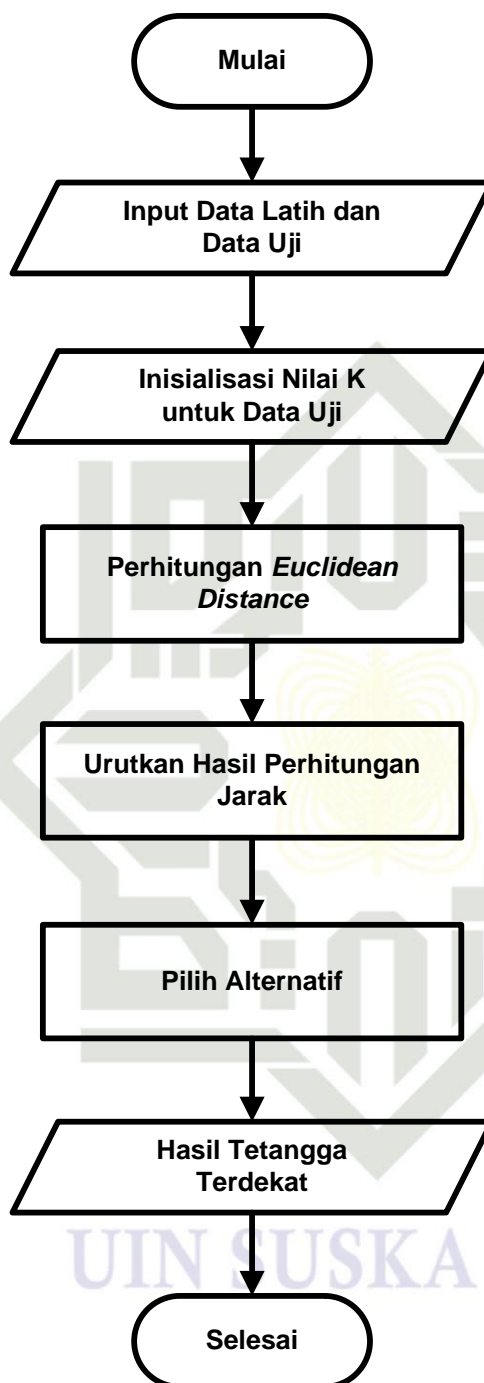 Mulai
Input Data Latih dan
Data Uji
Inisialisasi Nilai K
untuk Data Uji
Perhitungan Euclidean
Distance
Urutkan Hasil Perhitungan
Jarak
Pilih Alternatif
Hasil Tetangga
Terdekat
UIN SUSKA
Selesai